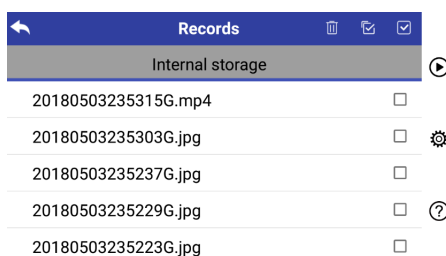 Records
Internal storage
20180503235315G.mp4
20180503235303G.jpg
20180503235237G.jpg
20180503235229G.jpg
20180503235223G.jpg